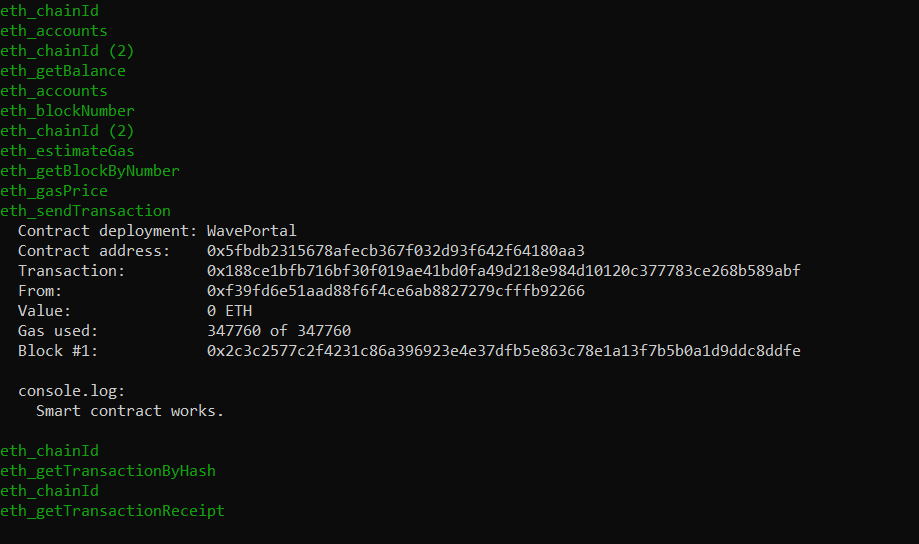 eth_chainId
eth_accounts
eth_chainId (2)
eth_getBalance
eth_accounts
eth_blockNumber
eth_chainId (2)
eth_estimateGas
eth_getBlockByNumber
eth_gasPrice
eth_sendTransaction
Contract deployment: WavePortal
Contract address: 0x5fbdb2315678afecb367f032d93f642f64180aa3
Transaction: 0x188ce1bfb716bf30f019ae41bd0fa49d218e984d10120c377783ce268b589abf
From: 0xf39fd6e51aad88f6f4ce6ab8827279cfffb92266
Value: 0 ETH
Gas used: 347760 of 347760
Block #1: 0x2c3c2577c2f4231c86a396923e4e37dfb5e863c78e1a13f7b5b0a1d9ddc8ddfe
console.log:
Smart contract works.
eth_chainId
eth_getTransactionByHash
eth_chainId
eth_getTransactionReceipt